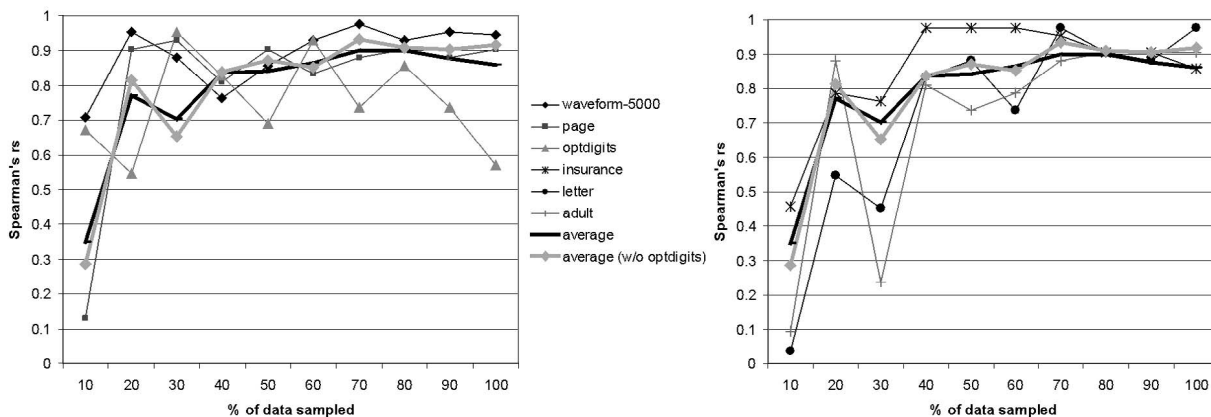 Spearman's rs
1
0.9
0.8
0.7
0.6
0.5
0.4
0.3
0.2
0.1
0
10 20 30 40 50 60 70 80 90 100
% of data sampled
waveform-5000
page
optdigits
insurance
letter
adult
average
average (w/o optdigits)
Spearman's rs
1
0.9
0.8
0.7
0.6
0.5
0.4
0.3
0.2
0.1
0
10 20 30 40 50 60 70 80 90 100
% of data sampled